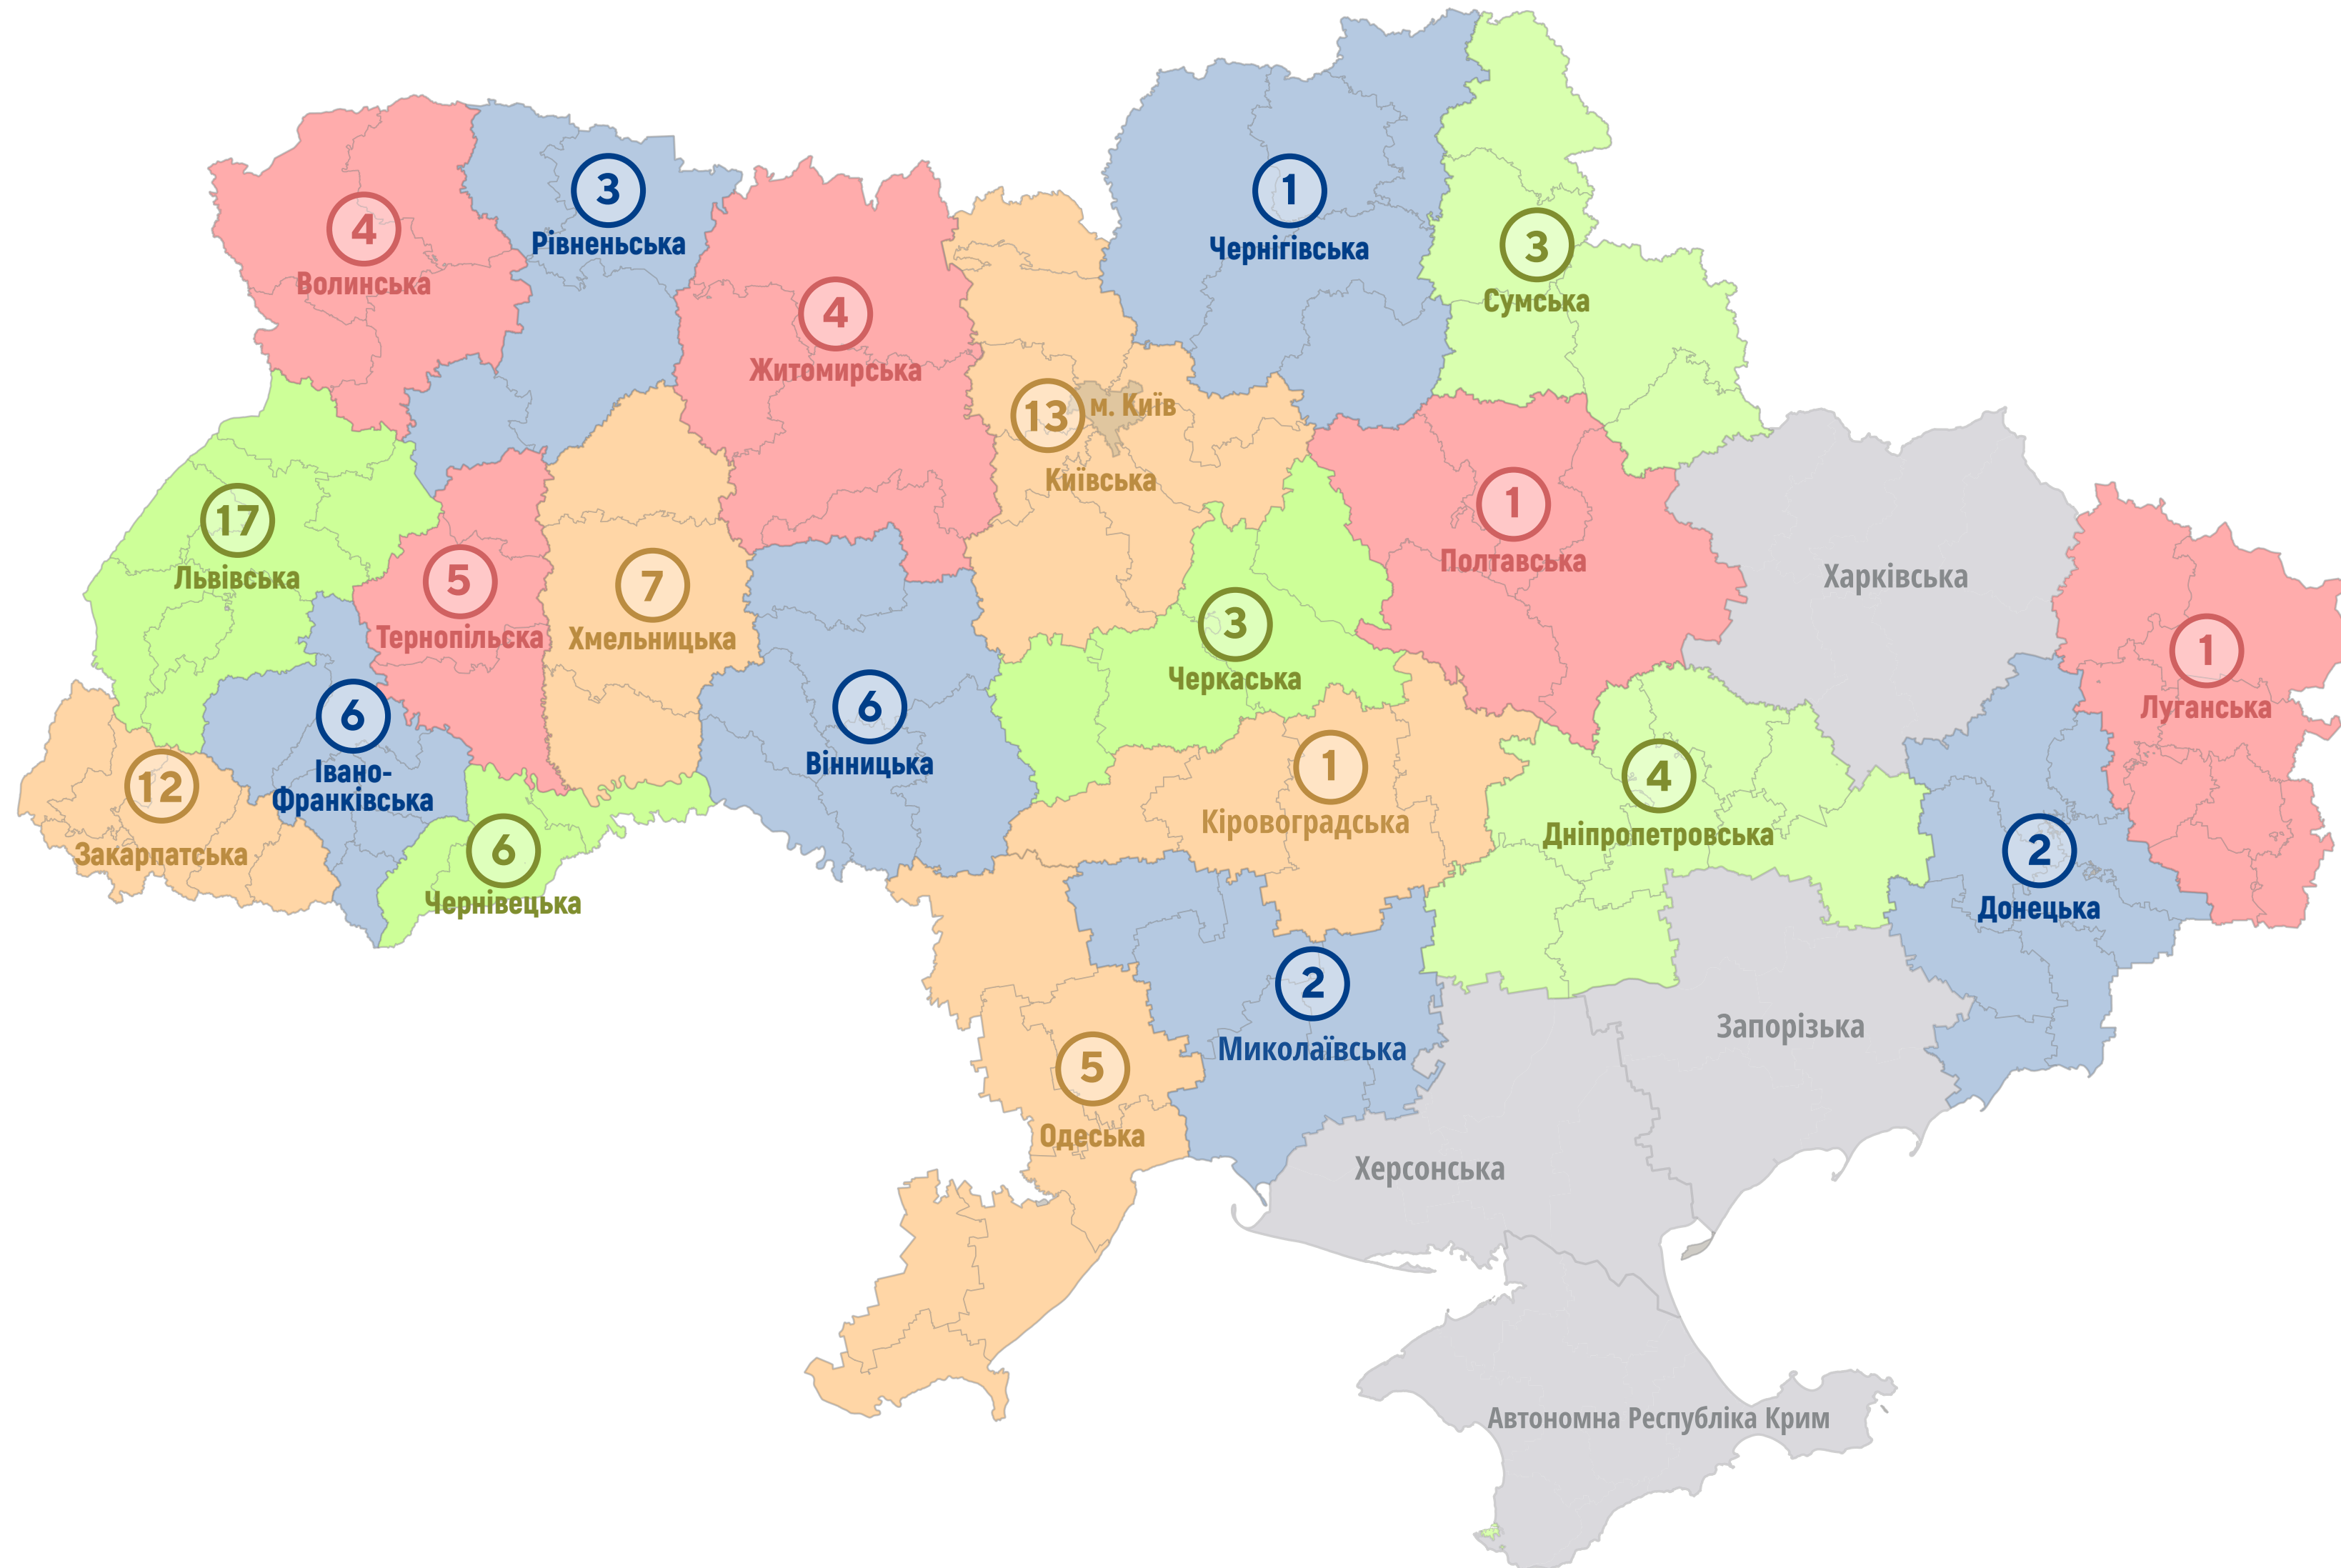 1
Чернігівська
3
Рівненьська
4
Волинська
3
Сумська
4
Житомирська
13
м. Київ
Київська
17
Львівська
1
Полтавська
5
Тернопільска
7
Хмельницька
Харківська
3
Черкаська
1
Луганська
6
Івано-
Франківська
6
Вінницька
12
Закарпатська
1
Кіровоградська
4
Дніпропетровська
6
Чернівецька
2
Донецька
2
Миколаївська
Запорізька
5
Одеська
Херсонська
Автономна Республіка Крим